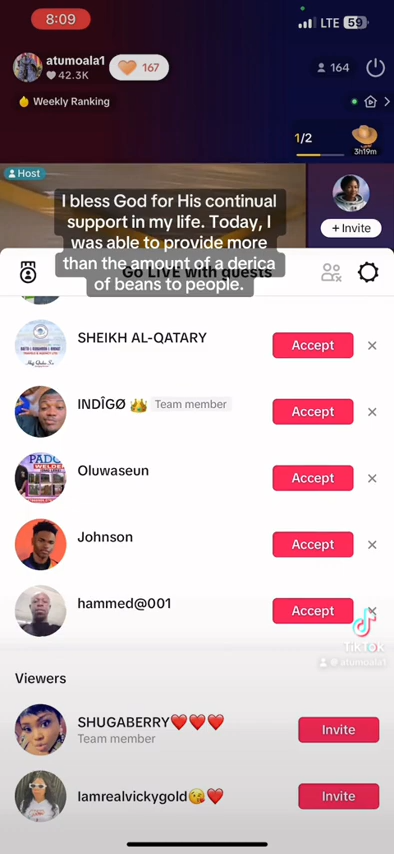 8:09
LTE 59
atumoala1
42.3K
167
164
Weekly Ranking
1/2
3h19m
Host
I bless God for His continual
support in my life. Today, I
was able to provide more
than the amount of a derica
of beans to people.
+ Invite
Go LIVE with guests
SHEIKH AL-QATARY
Accept
INDÎGØ 👑 Team member
Accept
PADO
WELDE
Oluwaseun
Accept
Johnson
Accept
hammed@001
Accept
TikTok
@atumoala1
Viewers
SHUGABERRY❤️❤️❤️
Team member
Invite
Iamrealvickygold😘❤️
Invite